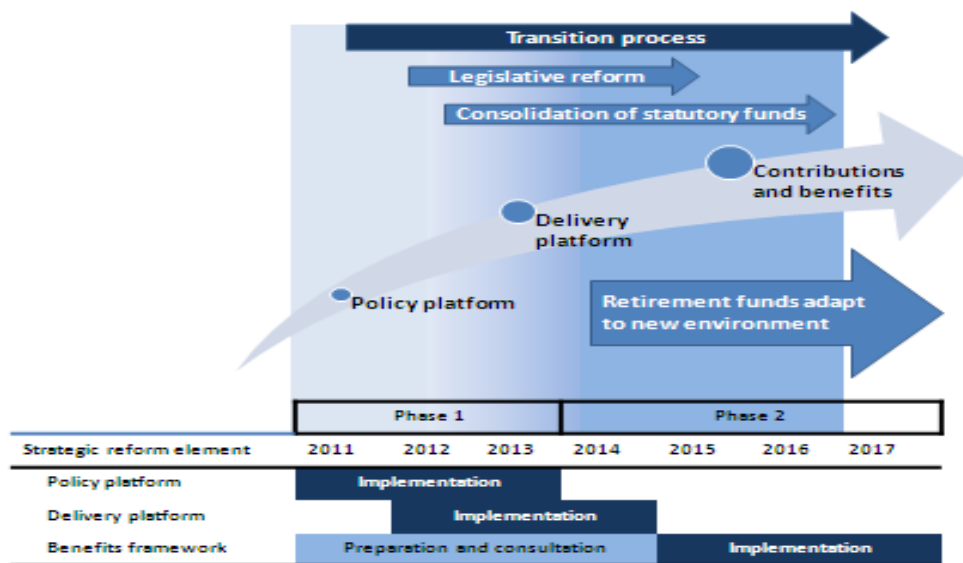 Transition process
Legislative reform
Consolidation of statutory funds
Contributions
and benefits
Delivery
platform
Policy platform
Retirement funds adapt
to new environment
Phase 1 Phase 2
Strategic reform element 2011 2012 2013 2014 2015 2016 2017
Policy platform Implementation
Delivery platform Implementation
Benefits framework Preparation and consultation Implementation